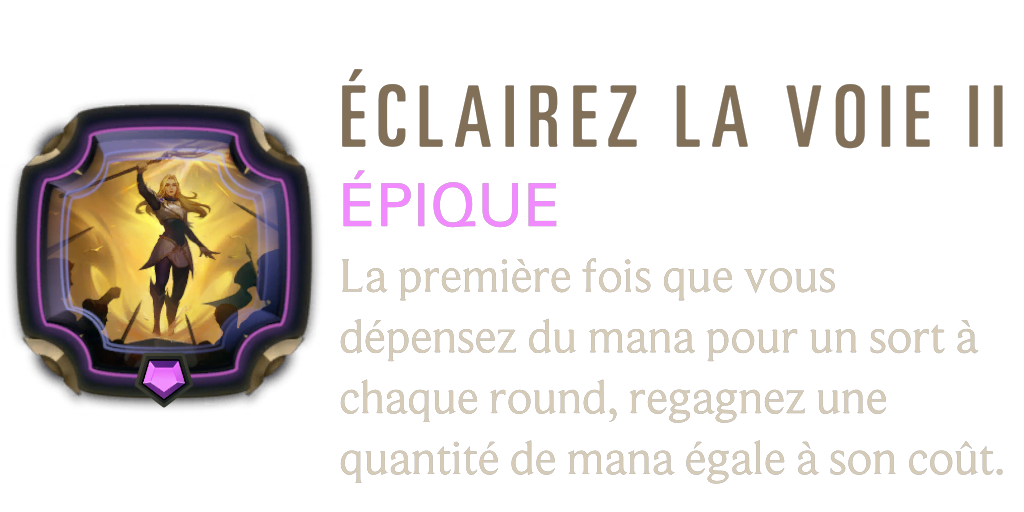 ÉCLAIREZ LA VOIE II
ÉPIQUE
La première fois que vous
dépensez du mana pour un sort à
chaque round, regagnez une
quantité de mana égale à son coût.